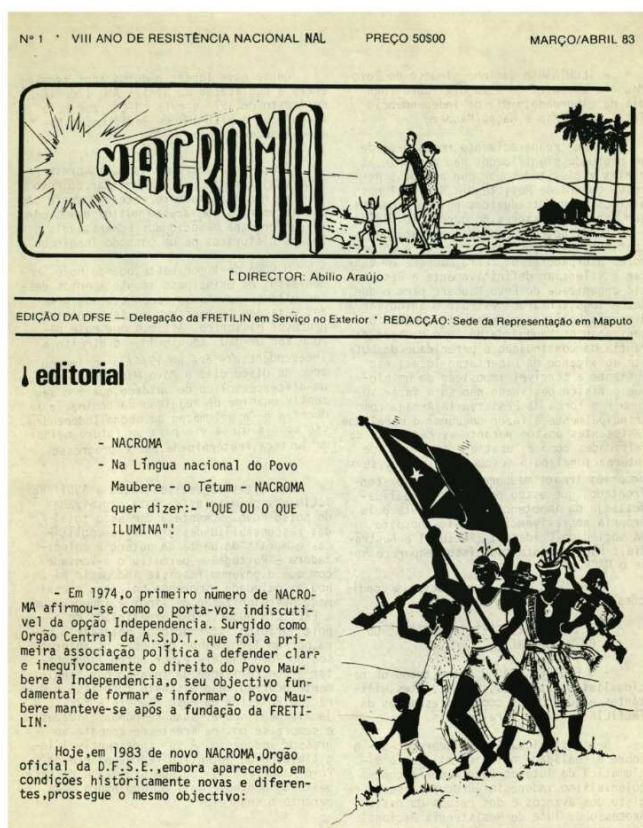 Nº 1 * VIII ANO DE RESISTÊNCIA NACIONAL NAL PREÇO 50$00 MARÇO/ABRIL 83
NACROMA
DIRECTOR: Abílio Araújo
EDIÇÃO DA DFSE — Delegação da FRETILIN em Serviço no Exterior * REDACÇÃO: Sede da Representação em Maputo
editorial
- NACROMA
- Na Língua nacional do Povo
Maubere - o Tétum - NACROMA
quer dizer:- "QUE OU O QUE
ILUMINA"!
- Em 1974,o primeiro número de NACRO-
MA afirmou-se como o porta-voz indiscuti-
vel da opção Independencia. Surgido como
Orgão Central da A.S.D.T. que foi a pri-
meira associação política a defender clara
e inequívocamente o direito do Povo Mau-
bere à Independência,o seu objectivo fun-
damental de formar e informar o Povo Mau-
bere manteve-se após a fundação da FRETI-
LIN.
Hoje,em 1983 de novo NACROMA,Orgão
oficial da D.F.S.E.,embora aparecendo em
condições históricamente novas e diferen-
tes,prossegue o mesmo objectivo: